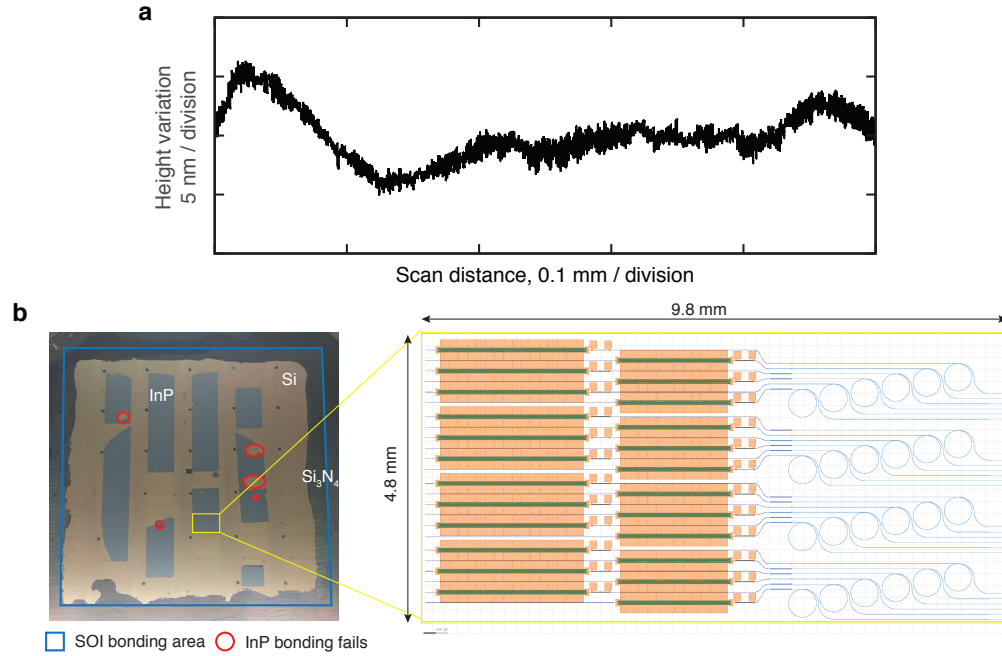 a
Height variation
5 nm / division
Scan distance, 0.1 mm / division
b
9.8 mm
4.8 mm
InP
Si
Si₃N₄
SOI bonding area
InP bonding fails